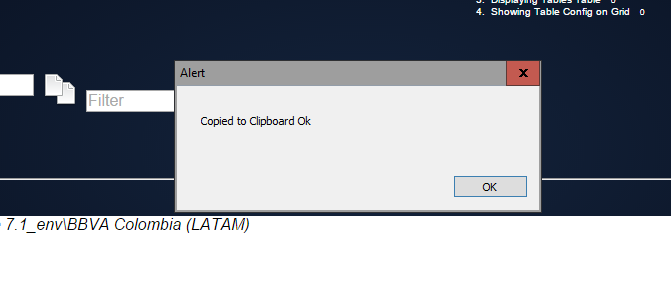 3. Displaying Tables Table 0
4. Showing Table Config on Grid 0
Alert
x
Filter
Copied to Clipboard Ok
OK
7.1_env\BBVA Colombia (LATAM)